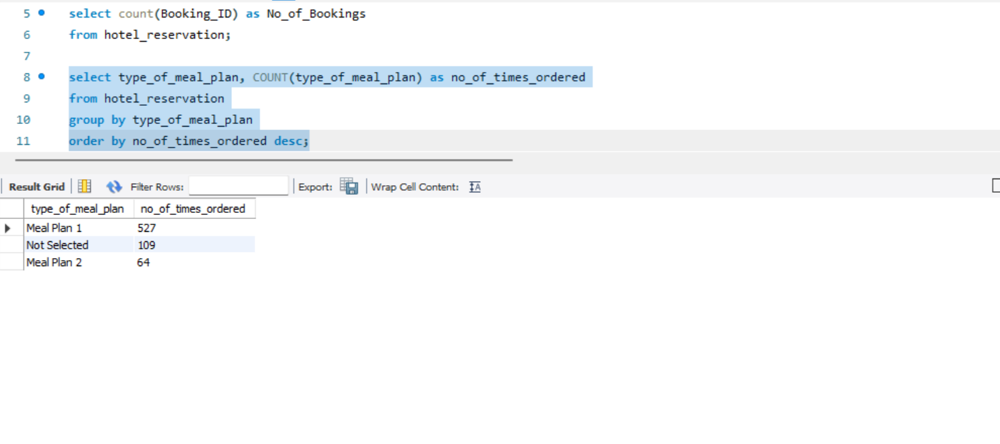 5 select count(Booking_ID) as No_of_Bookings
6 from hotel_reservation;
7
8 select type_of_meal_plan, COUNT(type_of_meal_plan) as no_of_times_ordered
9 from hotel_reservation
10 group by type_of_meal_plan
11 order by no_of_times_ordered desc;
Result Grid Filter Rows: Export: Wrap Cell Content: IA
type_of_meal_plan no_of_times_ordered
Meal Plan 1 527
Not Selected 109
Meal Plan 2 64